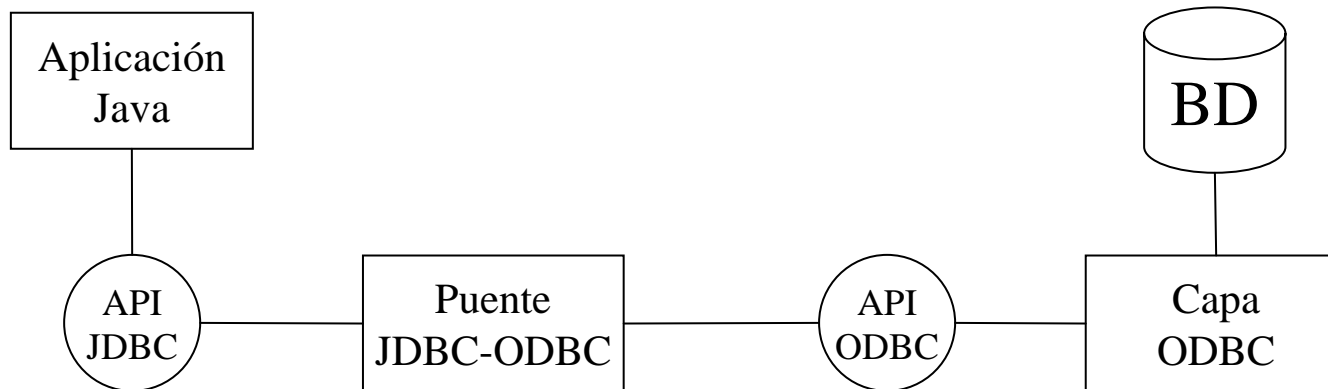 Aplicación
Java
BD
API
JDBC
Puente
JDBC-ODBC
API
ODBC
Capa
ODBC